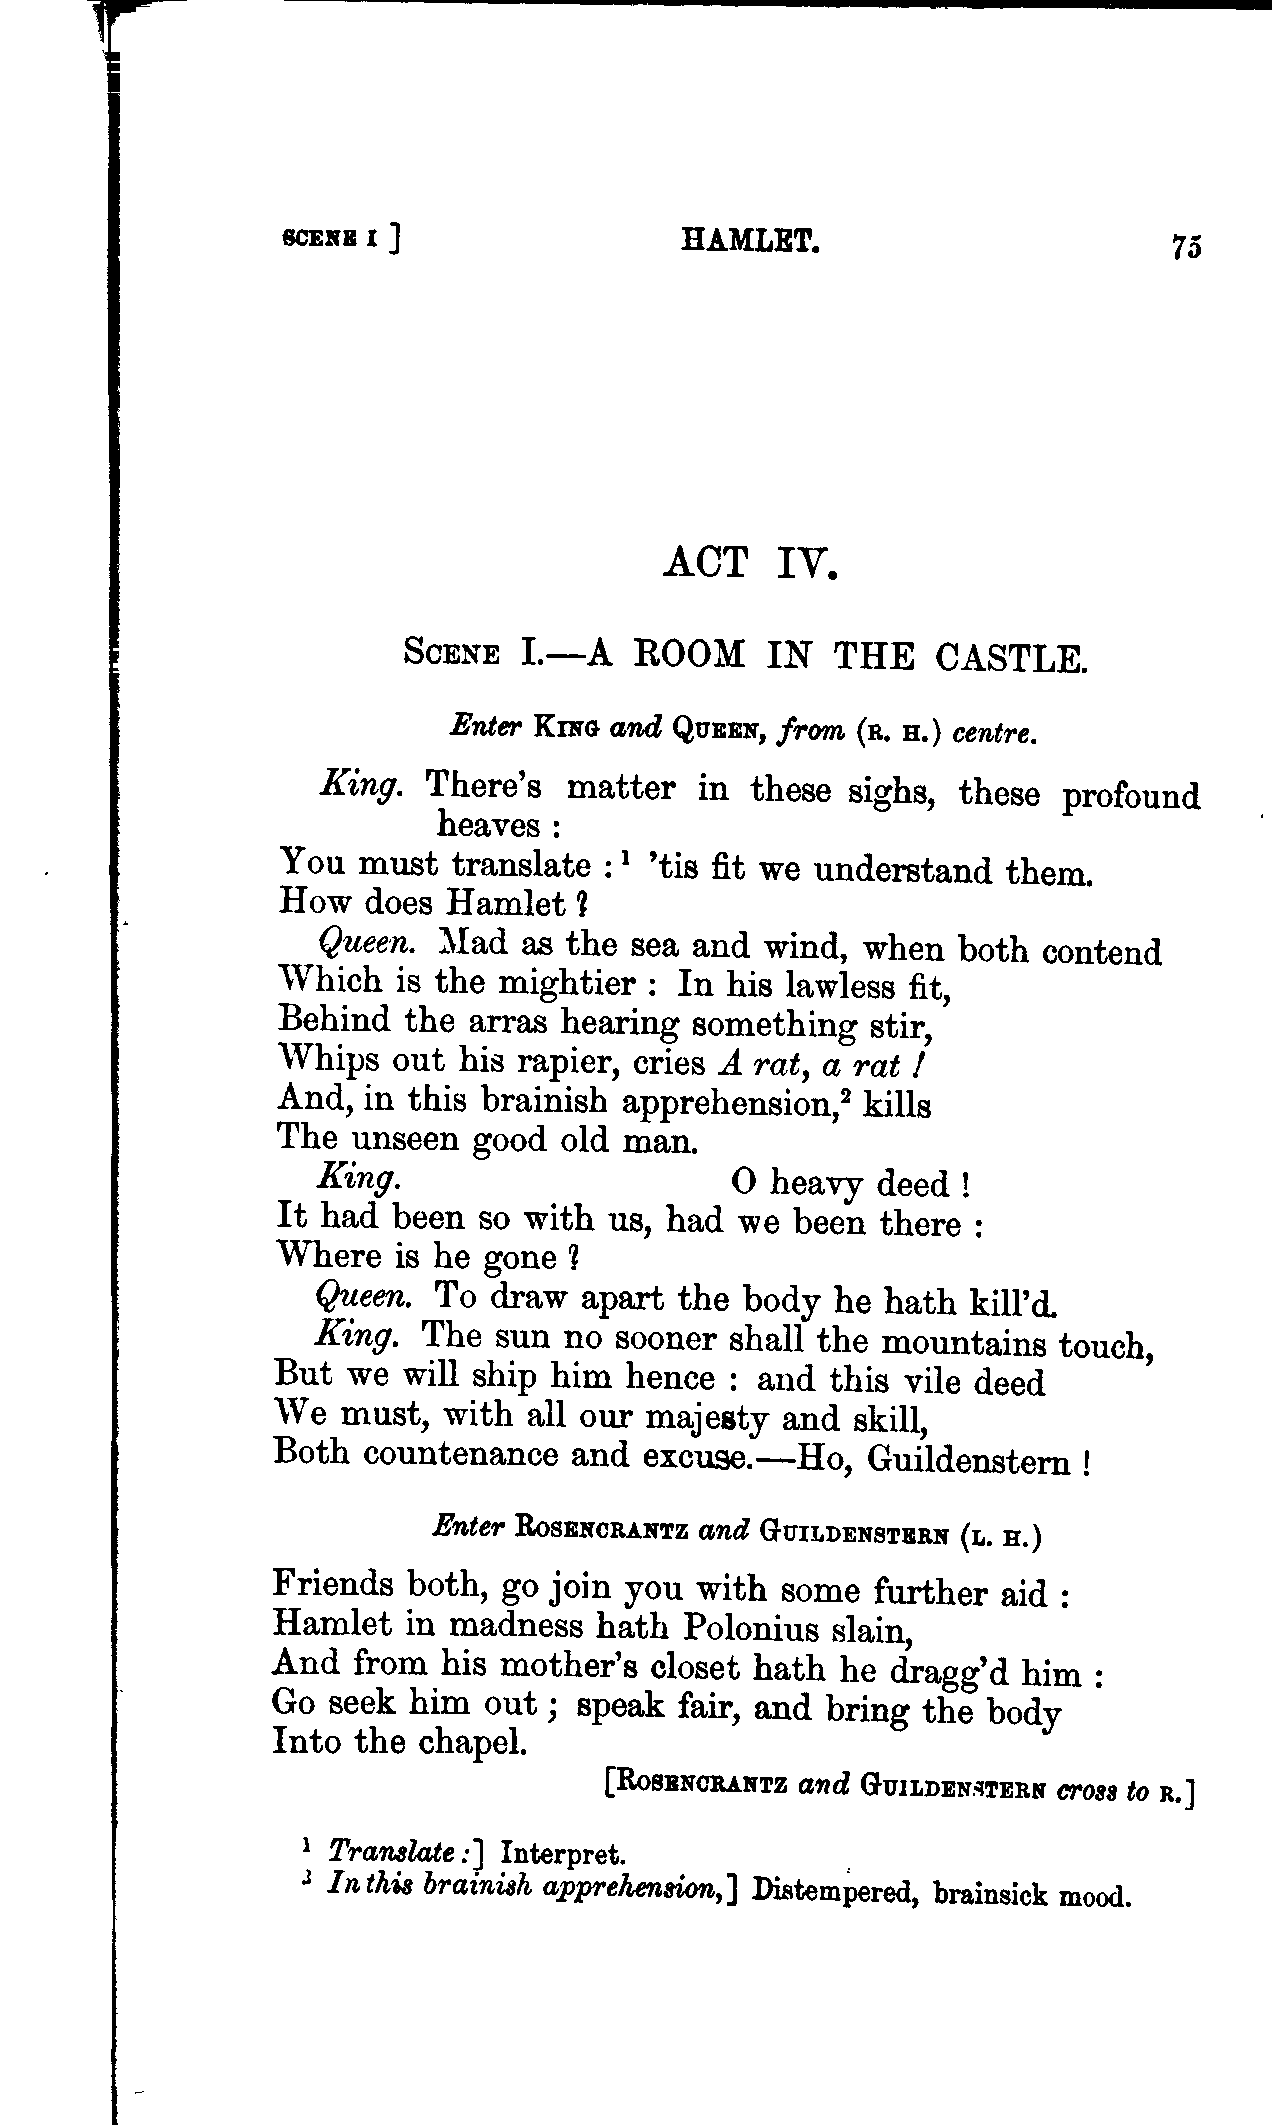 SCENE I ] HAMLET. 75
ACT IV.
SCENE I.—A ROOM IN THE CASTLE.
Enter KING and QUEEN, from (R. H.) centre.
King. There's matter in these sighs, these profound
heaves :
You must translate :¹ 'tis fit we understand them.
How does Hamlet ?
Queen. Mad as the sea and wind, when both contend
Which is the mightier : In his lawless fit,
Behind the arras hearing something stir,
Whips out his rapier, cries A rat, a rat !
And, in this brainish apprehension,² kills
The unseen good old man.
King. O heavy deed !
It had been so with us, had we been there :
Where is he gone ?
Queen. To draw apart the body he hath kill'd.
King. The sun no sooner shall the mountains touch,
But we will ship him hence : and this vile deed
We must, with all our majesty and skill,
Both countenance and excuse.—Ho, Guildenstern !
Enter ROSENCRANTZ and GUILDENSTERN (L. H.)
Friends both, go join you with some further aid :
Hamlet in madness hath Polonius slain,
And from his mother's closet hath he dragg'd him :
Go seek him out ; speak fair, and bring the body
Into the chapel.
[ROSENCRANTZ and GUILDENSTERN cross to R.]
¹ Translate :] Interpret.
² In this brainish apprehension,] Distempered, brainsick mood.